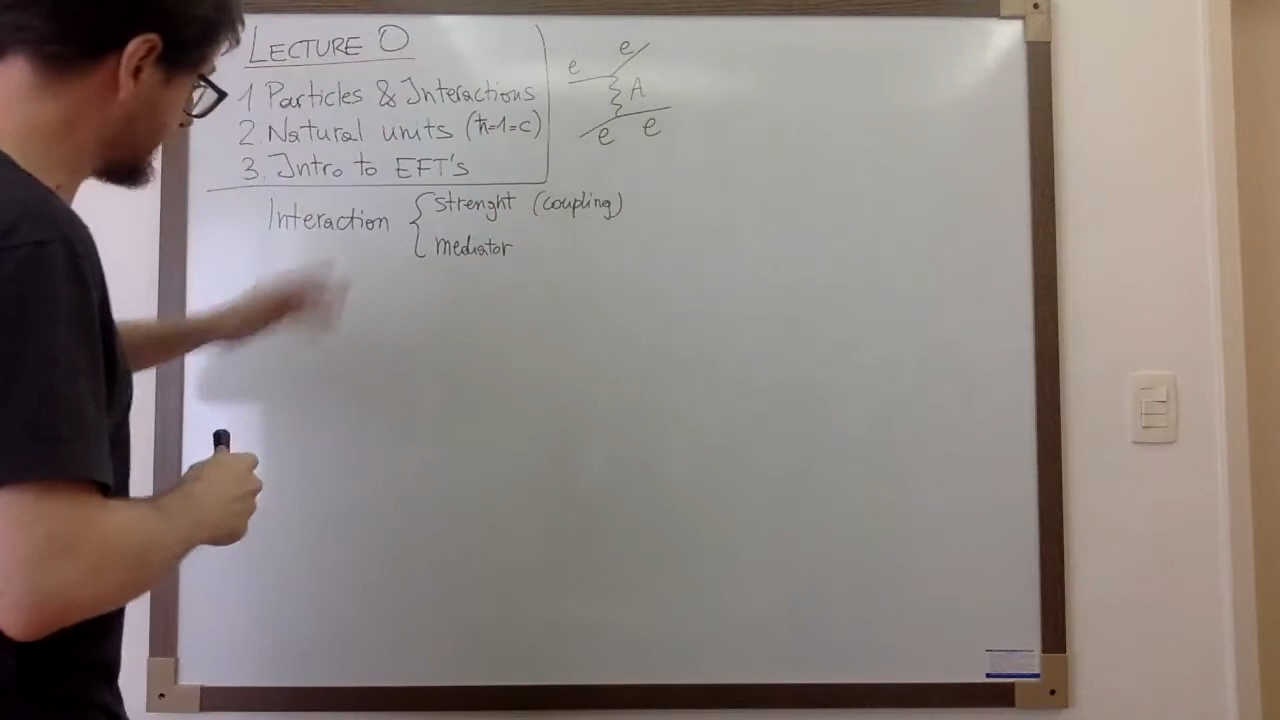 LECTURE 0
1 Particles & Interactions
2 Natural units (ħ=1=c)
3. Intro to EFT's
e
e
A
e
e
Interaction { strenght (coupling)
mediator